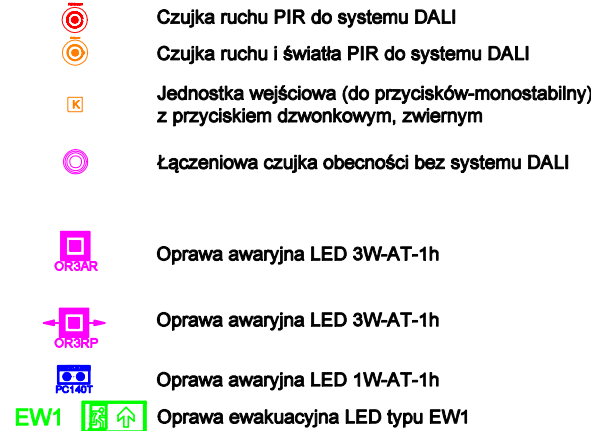 Czujka ruchu PIR do systemu DALI
Czujka ruchu i światła PIR do systemu DALI
K
Jednostka wejściowa (do przycisków-monostabilny)
z przyciskiem dzwonkowym, zwiernym
Łączeniowa czujka obecności bez systemu DALI
OR3AR
Oprawa awaryjna LED 3W-AT-1h
OR3RP
Oprawa awaryjna LED 3W-AT-1h
PC140T
Oprawa awaryjna LED 1W-AT-1h
EW1
Oprawa ewakuacyjna LED typu EW1